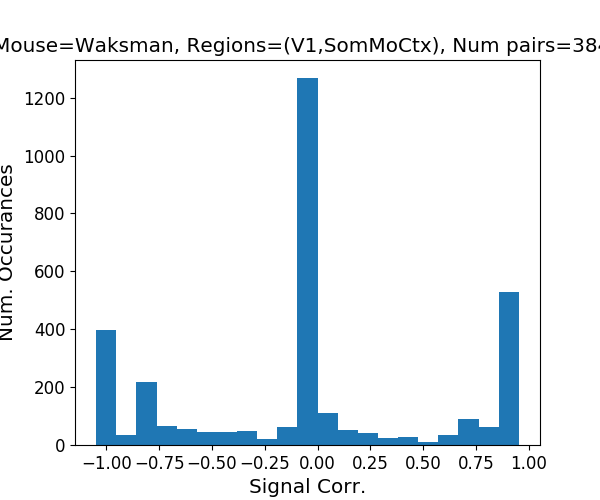 Mouse=Waksman, Regions=(V1,SomMoCtx), Num pairs=384
1200
1000
800
600
400
200
0
Num. Occurances
−1.00 −0.75 −0.50 −0.25 0.00 0.25 0.50 0.75 1.00
Signal Corr.